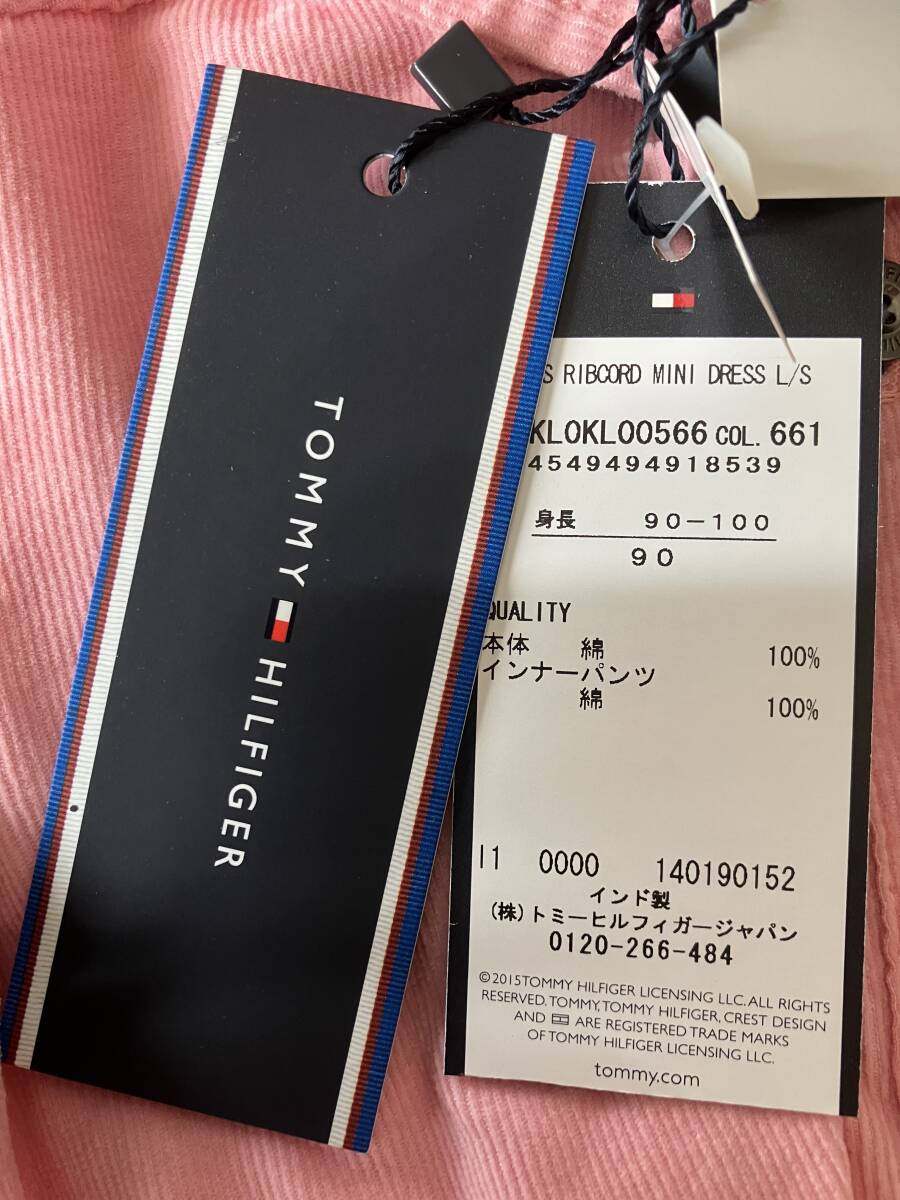 TOMMY HILFIGER
S RIBCORD MINI DRESS L/S
KL0KL00566 COL. 661
4549494918539
身長 90-100
90
QUALITY
本体 綿 100%
インナーパンツ
綿 100%
I1 0000 140190152
インド製
(株)トミーヒルフィガージャパン
0120-266-484
©2015 TOMMY HILFIGER LICENSING LLC. ALL RIGHTS
RESERVED. TOMMY, TOMMY HILFIGER, CREST DESIGN
AND ARE REGISTERED TRADE MARKS
OF TOMMY HILFIGER LICENSING LLC.
tommy.com